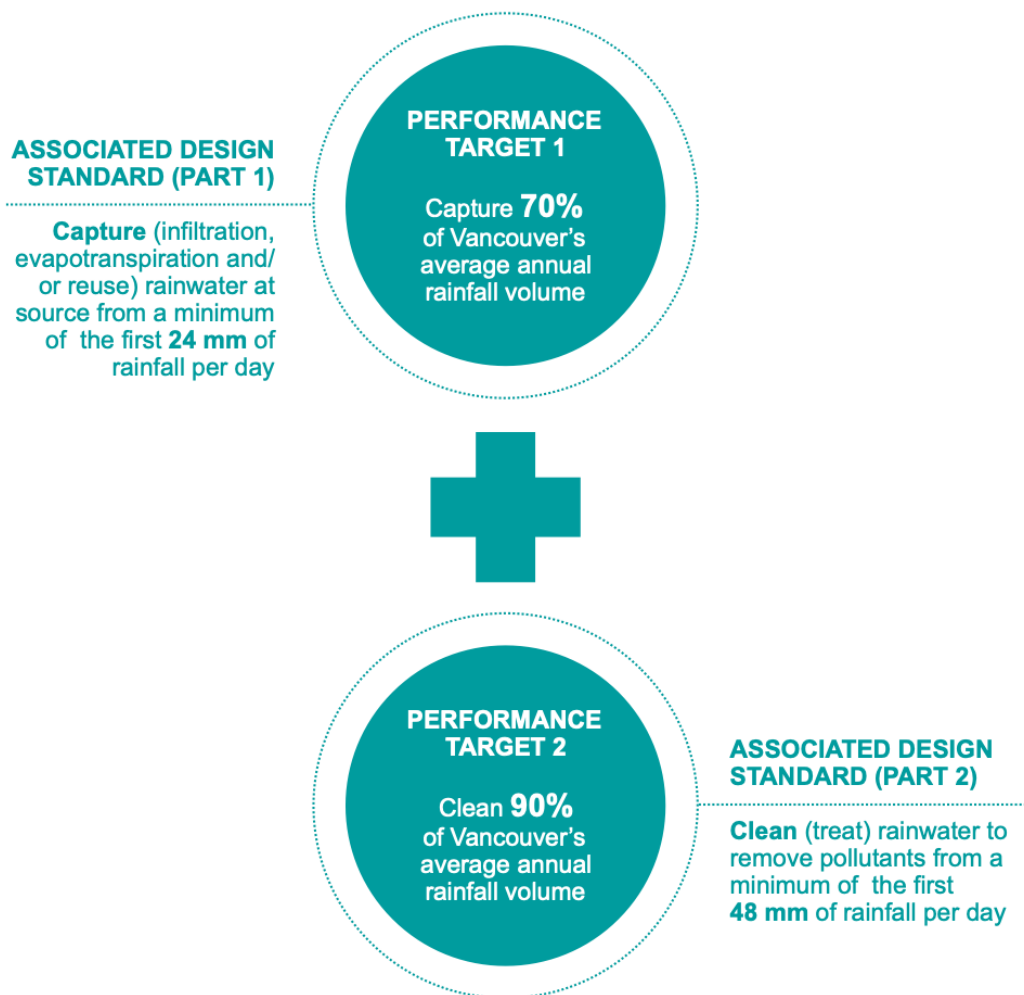 PERFORMANCE
TARGET 1
Capture 70%
of Vancouver's
average annual
rainfall volume
ASSOCIATED DESIGN
STANDARD (PART 1)
Capture (infiltration,
evapotranspiration and/
or reuse) rainwater at
source from a minimum
of the first 24 mm of
rainfall per day
PERFORMANCE
TARGET 2
Clean 90%
of Vancouver's
average annual
rainfall volume
ASSOCIATED DESIGN
STANDARD (PART 2)
Clean (treat) rainwater to
remove pollutants from a
minimum of the first
48 mm of rainfall per day